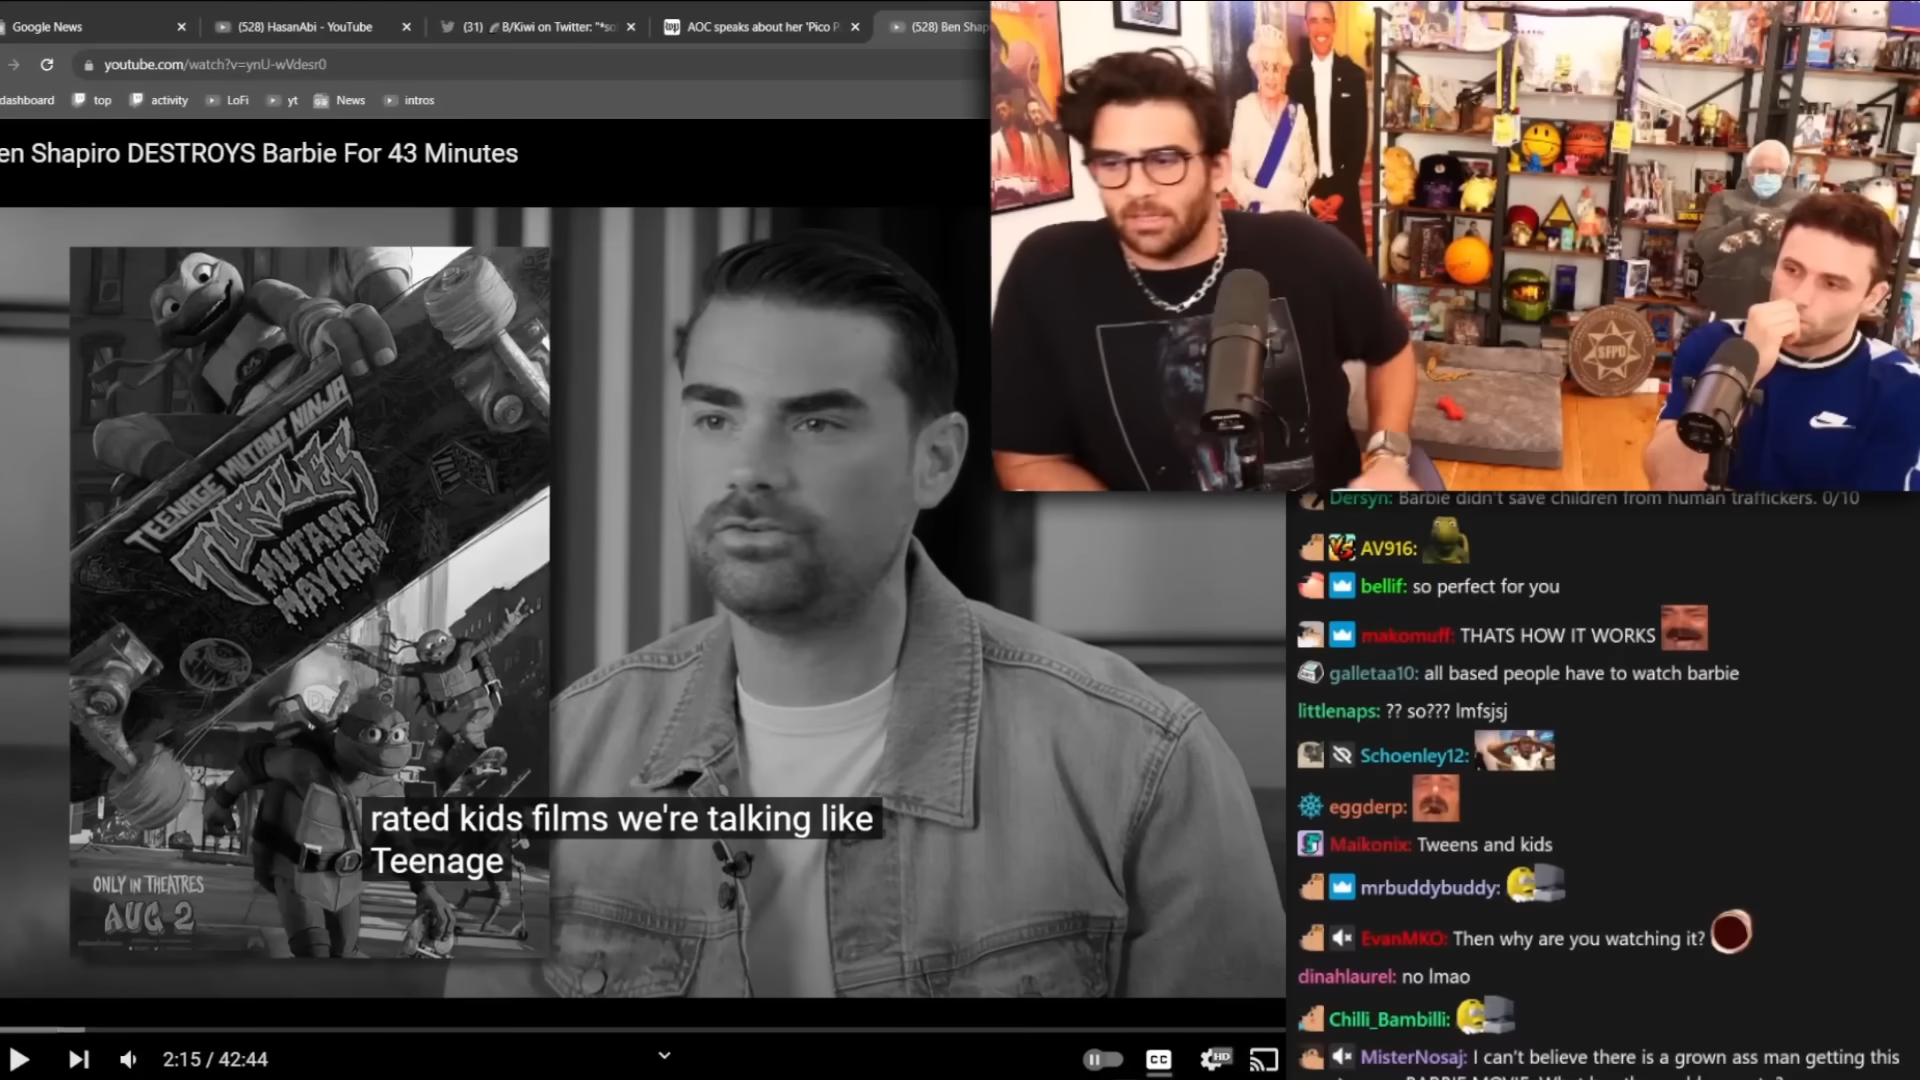 Google News
(528) HasanAbi - YouTube
(31)
B/Kiwi on Twitter: "*so
AOC speaks about her 'Pico P
(528) Ben Shap
youtube.com/watch?v=ynU-wVdesr0
dashboard
top
activity
LoFi
yt
News
intros
en Shapiro DESTROYS Barbie For 43 Minutes
TEENAGE MUTANT NINJA
TURTLES
MUTANT
MAYHEM
ONLY IN THEATRES
AUG 2
rated kids films we're talking like
Teenage
SFPD
Dersyn: Barbie didn't save children from human traffickers. 0/10
AV916:
bellif: so perfect for you
makomuff: THATS HOW IT WORKS
galletaa10: all based people have to watch barbie
littlenaps: ?? so??? lmfsjsj
Schoenley12:
eggderp:
Maikonix: Tweens and kids
mrbuddybuddy:
EvanMKO: Then why are you watching it?
dinahlaurel: no lmao
Chilli_Bambilli:
MisterNosaj: I can't believe there is a grown ass man getting this
2:15 / 42:44
CC
HD